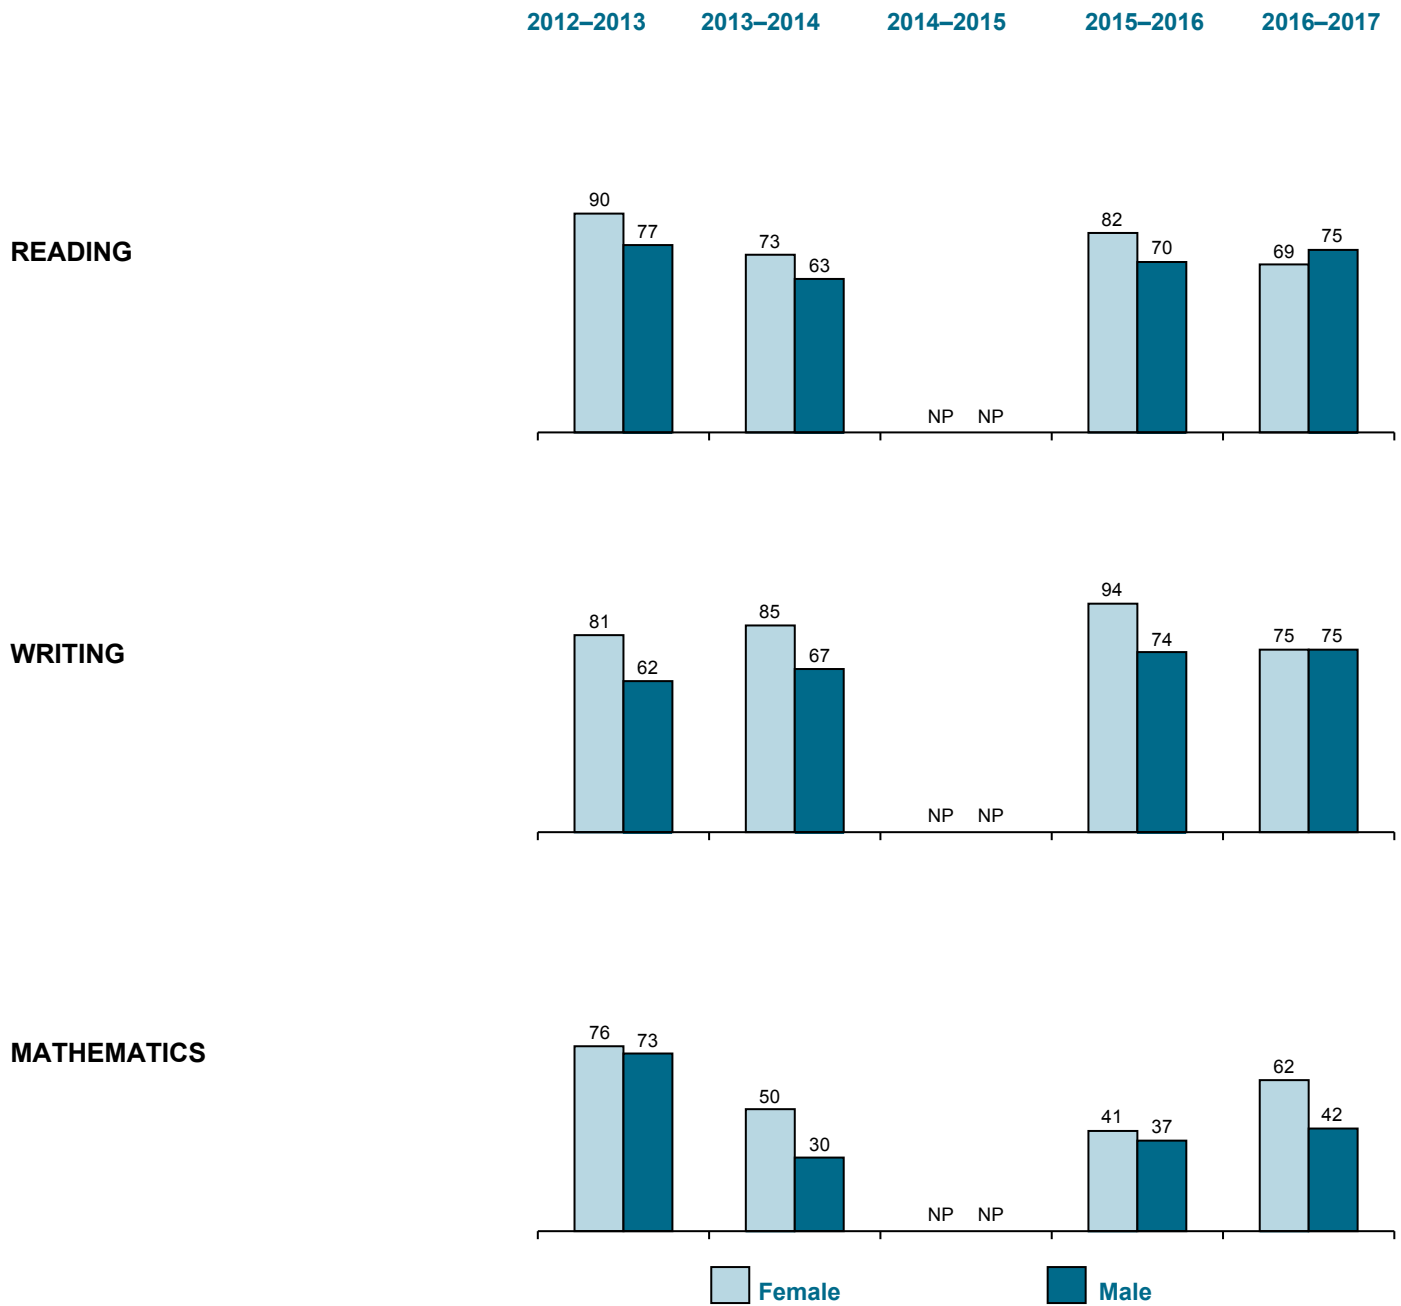 2012–2013 2013–2014 2014–2015 2015–2016 2016–2017
READING
90 77 73 63 NP NP 82 70 69 75
WRITING
81 62 85 67 NP NP 94 74 75 75
MATHEMATICS
76 73 50 30 NP NP 41 37 62 42
Female Male